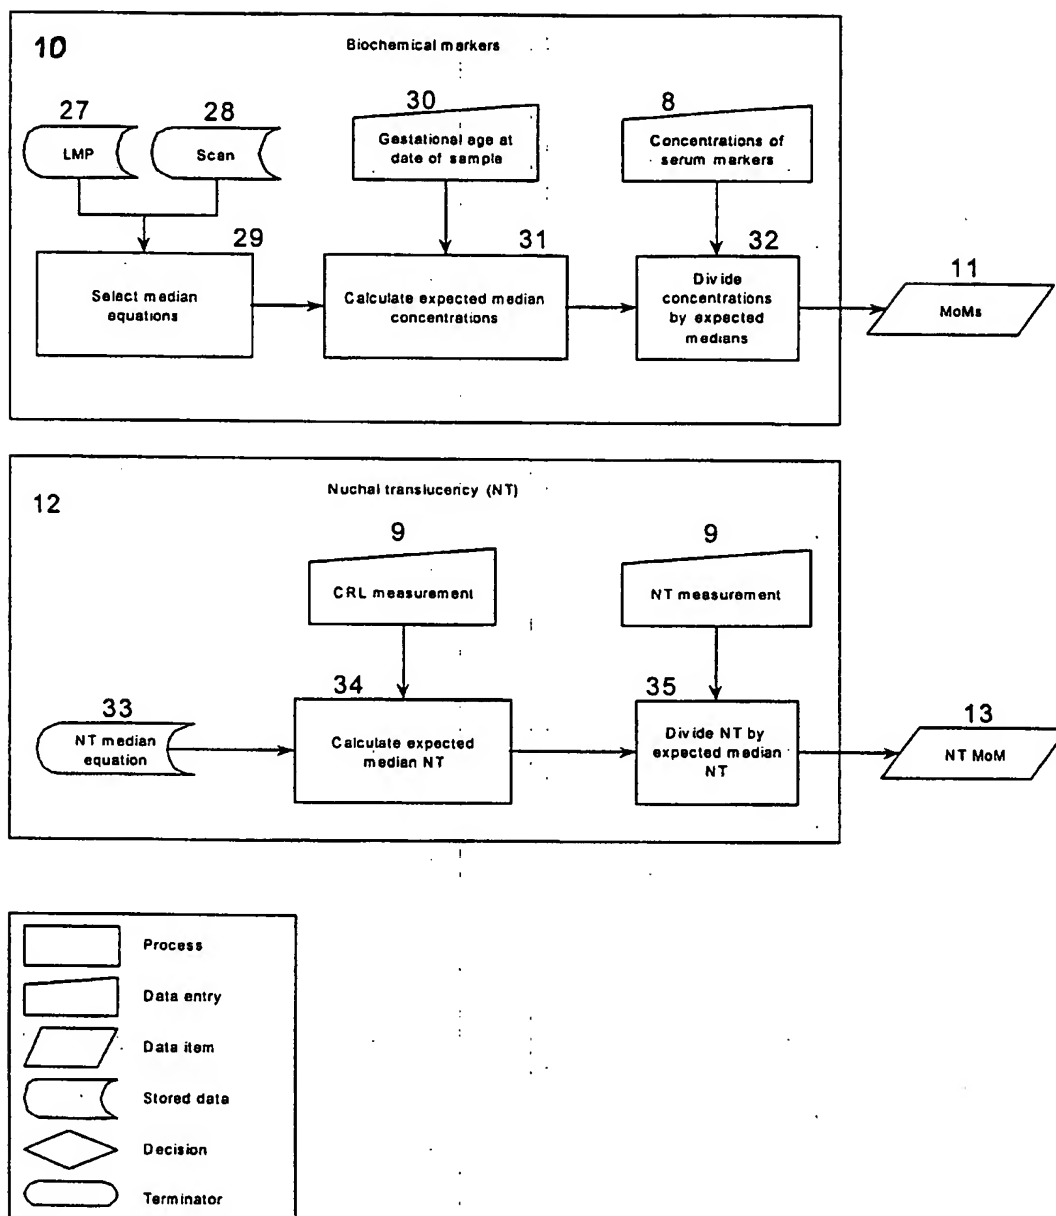 10
Biochemical markers
27
28
30
8
LMP
Scan
Gestational age at
date of sample
Concentrations of
serum markers
29
31
32
11
Select median
equations
Calculate expected median
concentrations
Divide
concentrations
by expected
medians
MoMs
12
Nuchal translucency (NT)
9
9
CRL measurement
NT measurement
33
34
35
13
NT median
equation
Calculate expected
median NT
Divide NT by
expected median
NT
NT MoM
Process
Data entry
Data item
Stored data
Decision
Terminator